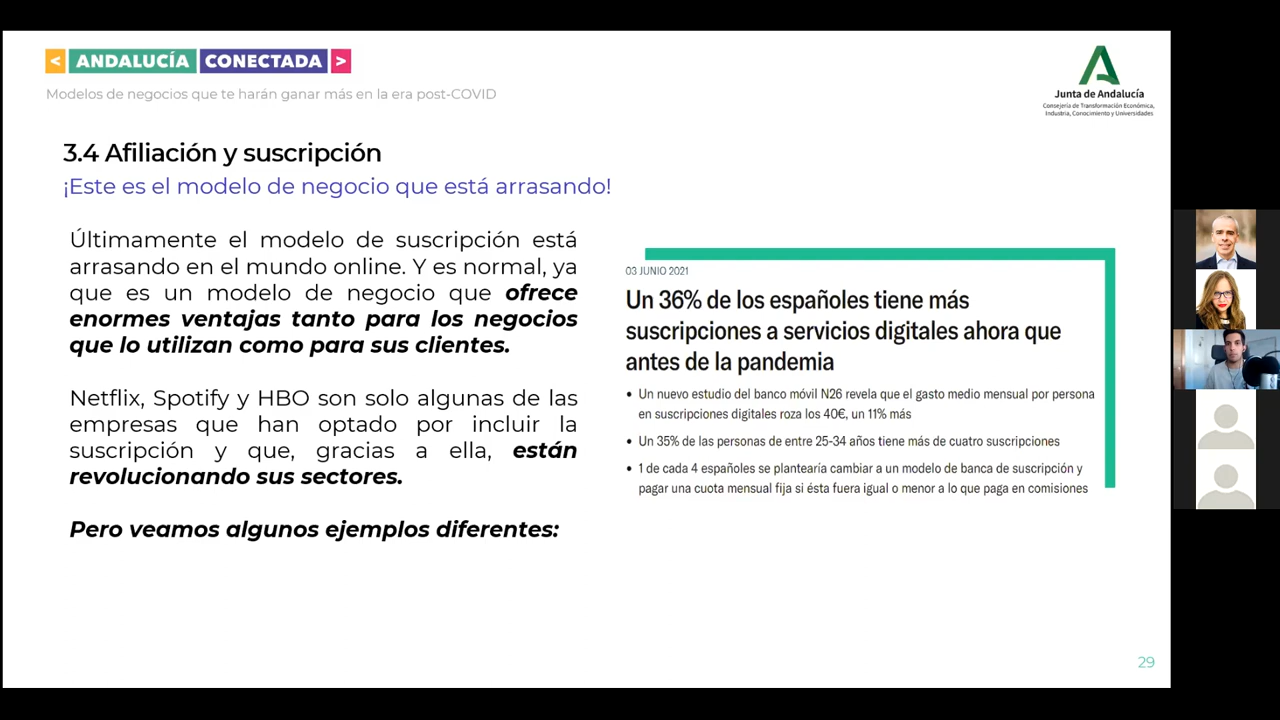 < ANDALUCÍA CONECTADA >
Modelos de negocios que te harán ganar más en la era post-COVID
Junta de Andalucía
Consejería de Transformación Económica,
Industria, Conocimiento y Universidades
3.4 Afiliación y suscripción
¡Este es el modelo de negocio que está arrasando!
Últimamente el modelo de suscripción está
arrasando en el mundo online. Y es normal, ya
que es un modelo de negocio que ofrece
enormes ventajas tanto para los negocios
que lo utilizan como para sus clientes.
Netflix, Spotify y HBO son solo algunas de las
empresas que han optado por incluir la
suscripción y que, gracias a ella, están
revolucionando sus sectores.
Pero veamos algunos ejemplos diferentes:
03 JUNIO 2021
Un 36% de los españoles tiene más
suscripciones a servicios digitales ahora que
antes de la pandemia
• Un nuevo estudio del banco móvil N26 revela que el gasto medio mensual por persona
en suscripciones digitales roza los 40€, un 11% más
• Un 35% de las personas de entre 25-34 años tiene más de cuatro suscripciones
• 1 de cada 4 españoles se plantearía cambiar a un modelo de banca de suscripción y
pagar una cuota mensual fija si ésta fuera igual o menor a lo que paga en comisiones
29